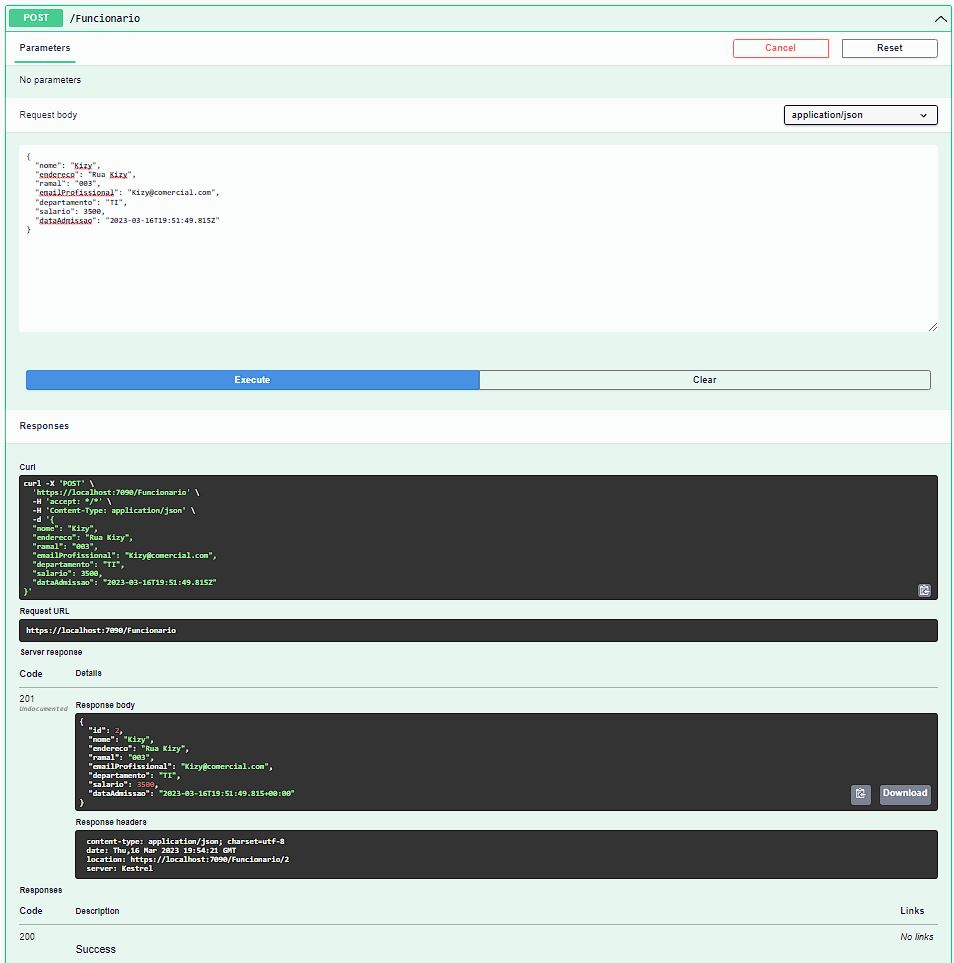 POST /Funcionario
Parameters
Cancel
Reset
No parameters
Request body
application/json
{
"nome": "Kizy",
"endereco": "Rua Kizy",
"ramal": "003",
"emailProfissional": "Kizy@comercial.com",
"departamento": "TI",
"salario": 3500,
"dataAdmissao": "2023-03-16T19:51:49.815Z"
}
Execute
Clear
Responses
Curl
curl -X 'POST' \
'https://localhost:7090/Funcionario' \
-H 'accept: */*' \
-H 'Content-Type: application/json' \
-d '{
"nome": "Kizy",
"endereco": "Rua Kizy",
"ramal": "003",
"emailProfissional": "Kizy@comercial.com",
"departamento": "TI",
"salario": 3500,
"dataAdmissao": "2023-03-16T19:51:49.815Z"
}'
Request URL
https://localhost:7090/Funcionario
Server response
Code Details
201
Undocumented
Response body
{
"id": 2,
"nome": "Kizy",
"endereco": "Rua Kizy",
"ramal": "003",
"emailProfissional": "Kizy@comercial.com",
"departamento": "TI",
"salario": 3500,
"dataAdmissao": "2023-03-16T19:51:49.815+00:00"
}
Download
Response headers
content-type: application/json; charset=utf-8
date: Thu,16 Mar 2023 19:54:21 GMT
location: https://localhost:7090/Funcionario/2
server: Kestrel
Responses
Code Description Links
200 No links
Success